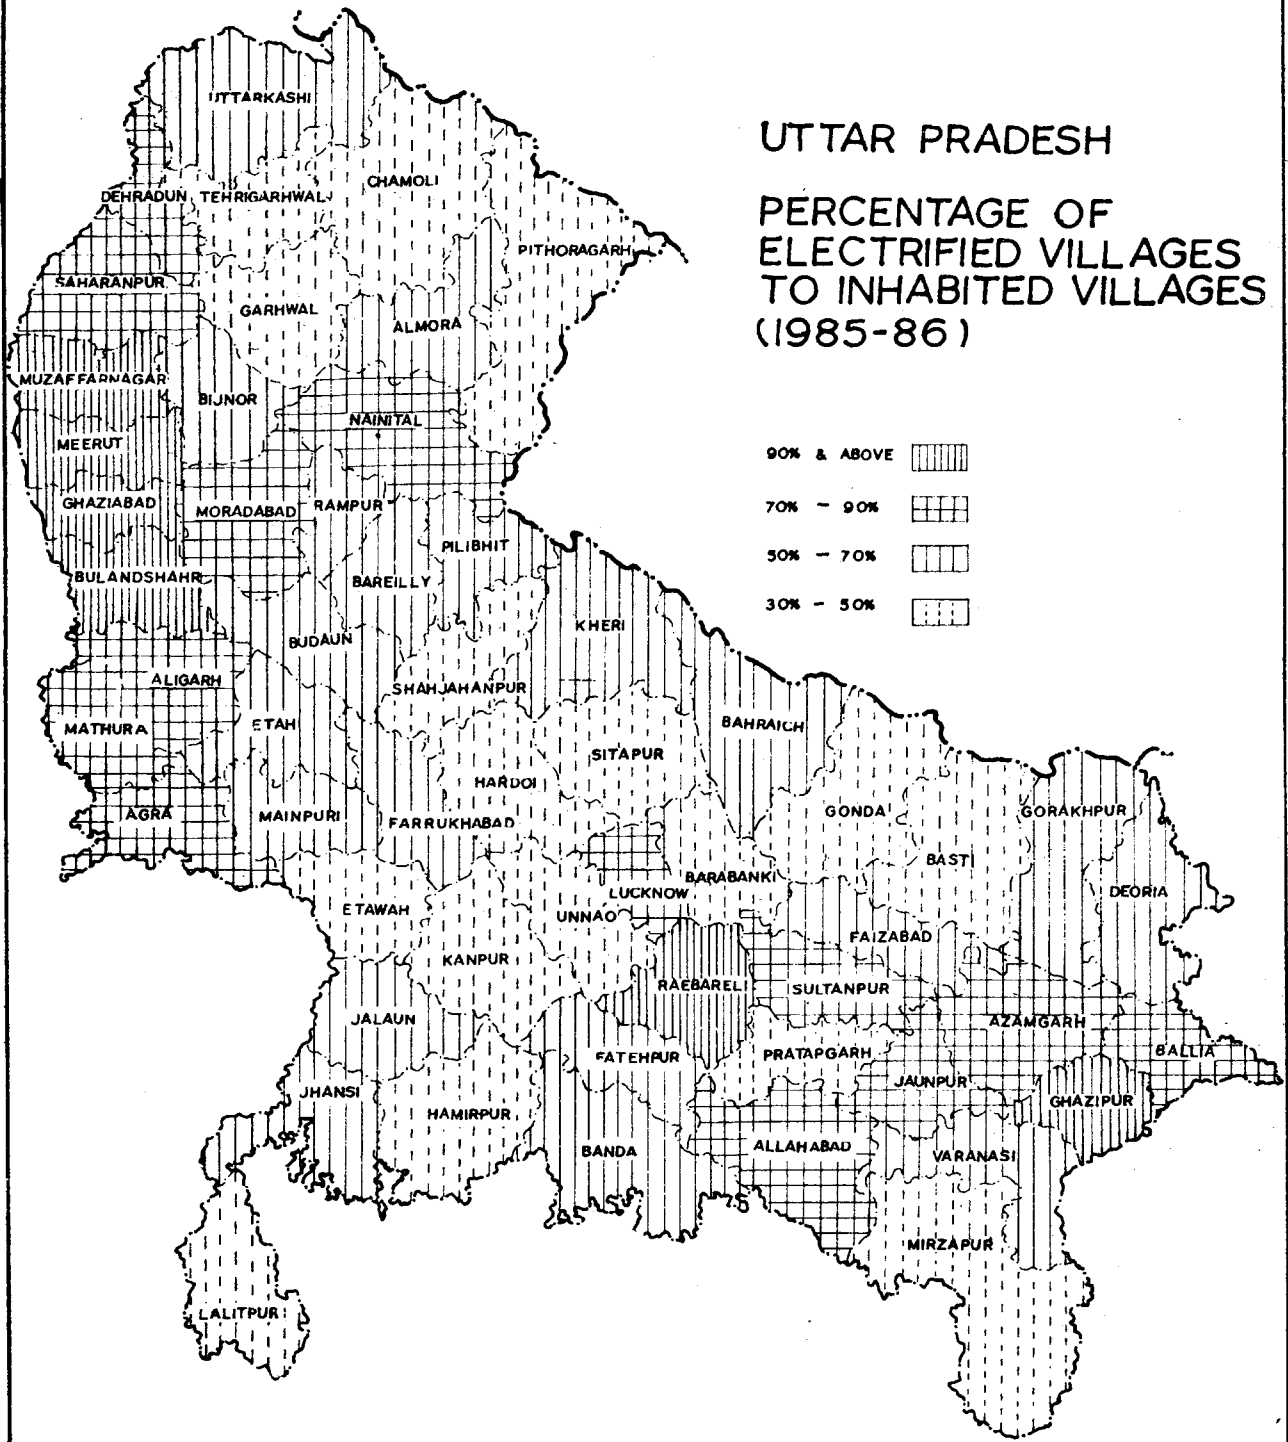 UTTAR PRADESH
PERCENTAGE OF
ELECTRIFIED VILLAGES
TO INHABITED VILLAGES
(1985-86)
90% & ABOVE
70% - 90%
50% - 70%
30% - 50%
UTTARKASHI
CHAMOLI
DEHRADUN
TEHRIGARHWAL
PITHORAGARH
SAHARANPUR
GARHWAL
ALMORA
MUZAFFARNAGAR
BIJNOR
NAINITAL
MEERUT
GHAZIABAD
MORADABAD
RAMPUR
PILIBHIT
BULANDSHAHR
BAREILLY
KHERI
BUDAUN
ALIGARH
SHAHJAHANPUR
MATHURA
ETAH
BAHRAICH
SITAPUR
HARDOI
AGRA
MAINPURI
FARRUKHABAD
GONDA
GORAKHPUR
BASTI
BARABANKI
LUCKNOW
DEORIA
ETAWAH
UNNAO
FAIZABAD
KANPUR
RAEBARELI
SULTANPUR
JALAUN
AZAMGARH
FATEHPUR
PRATAPGARH
BALLIA
JAUNPUR
JHANSI
HAMIRPUR
GHAZIPUR
BANDA
ALLAHABAD
VARANASI
MIRZAPUR
LALITPUR